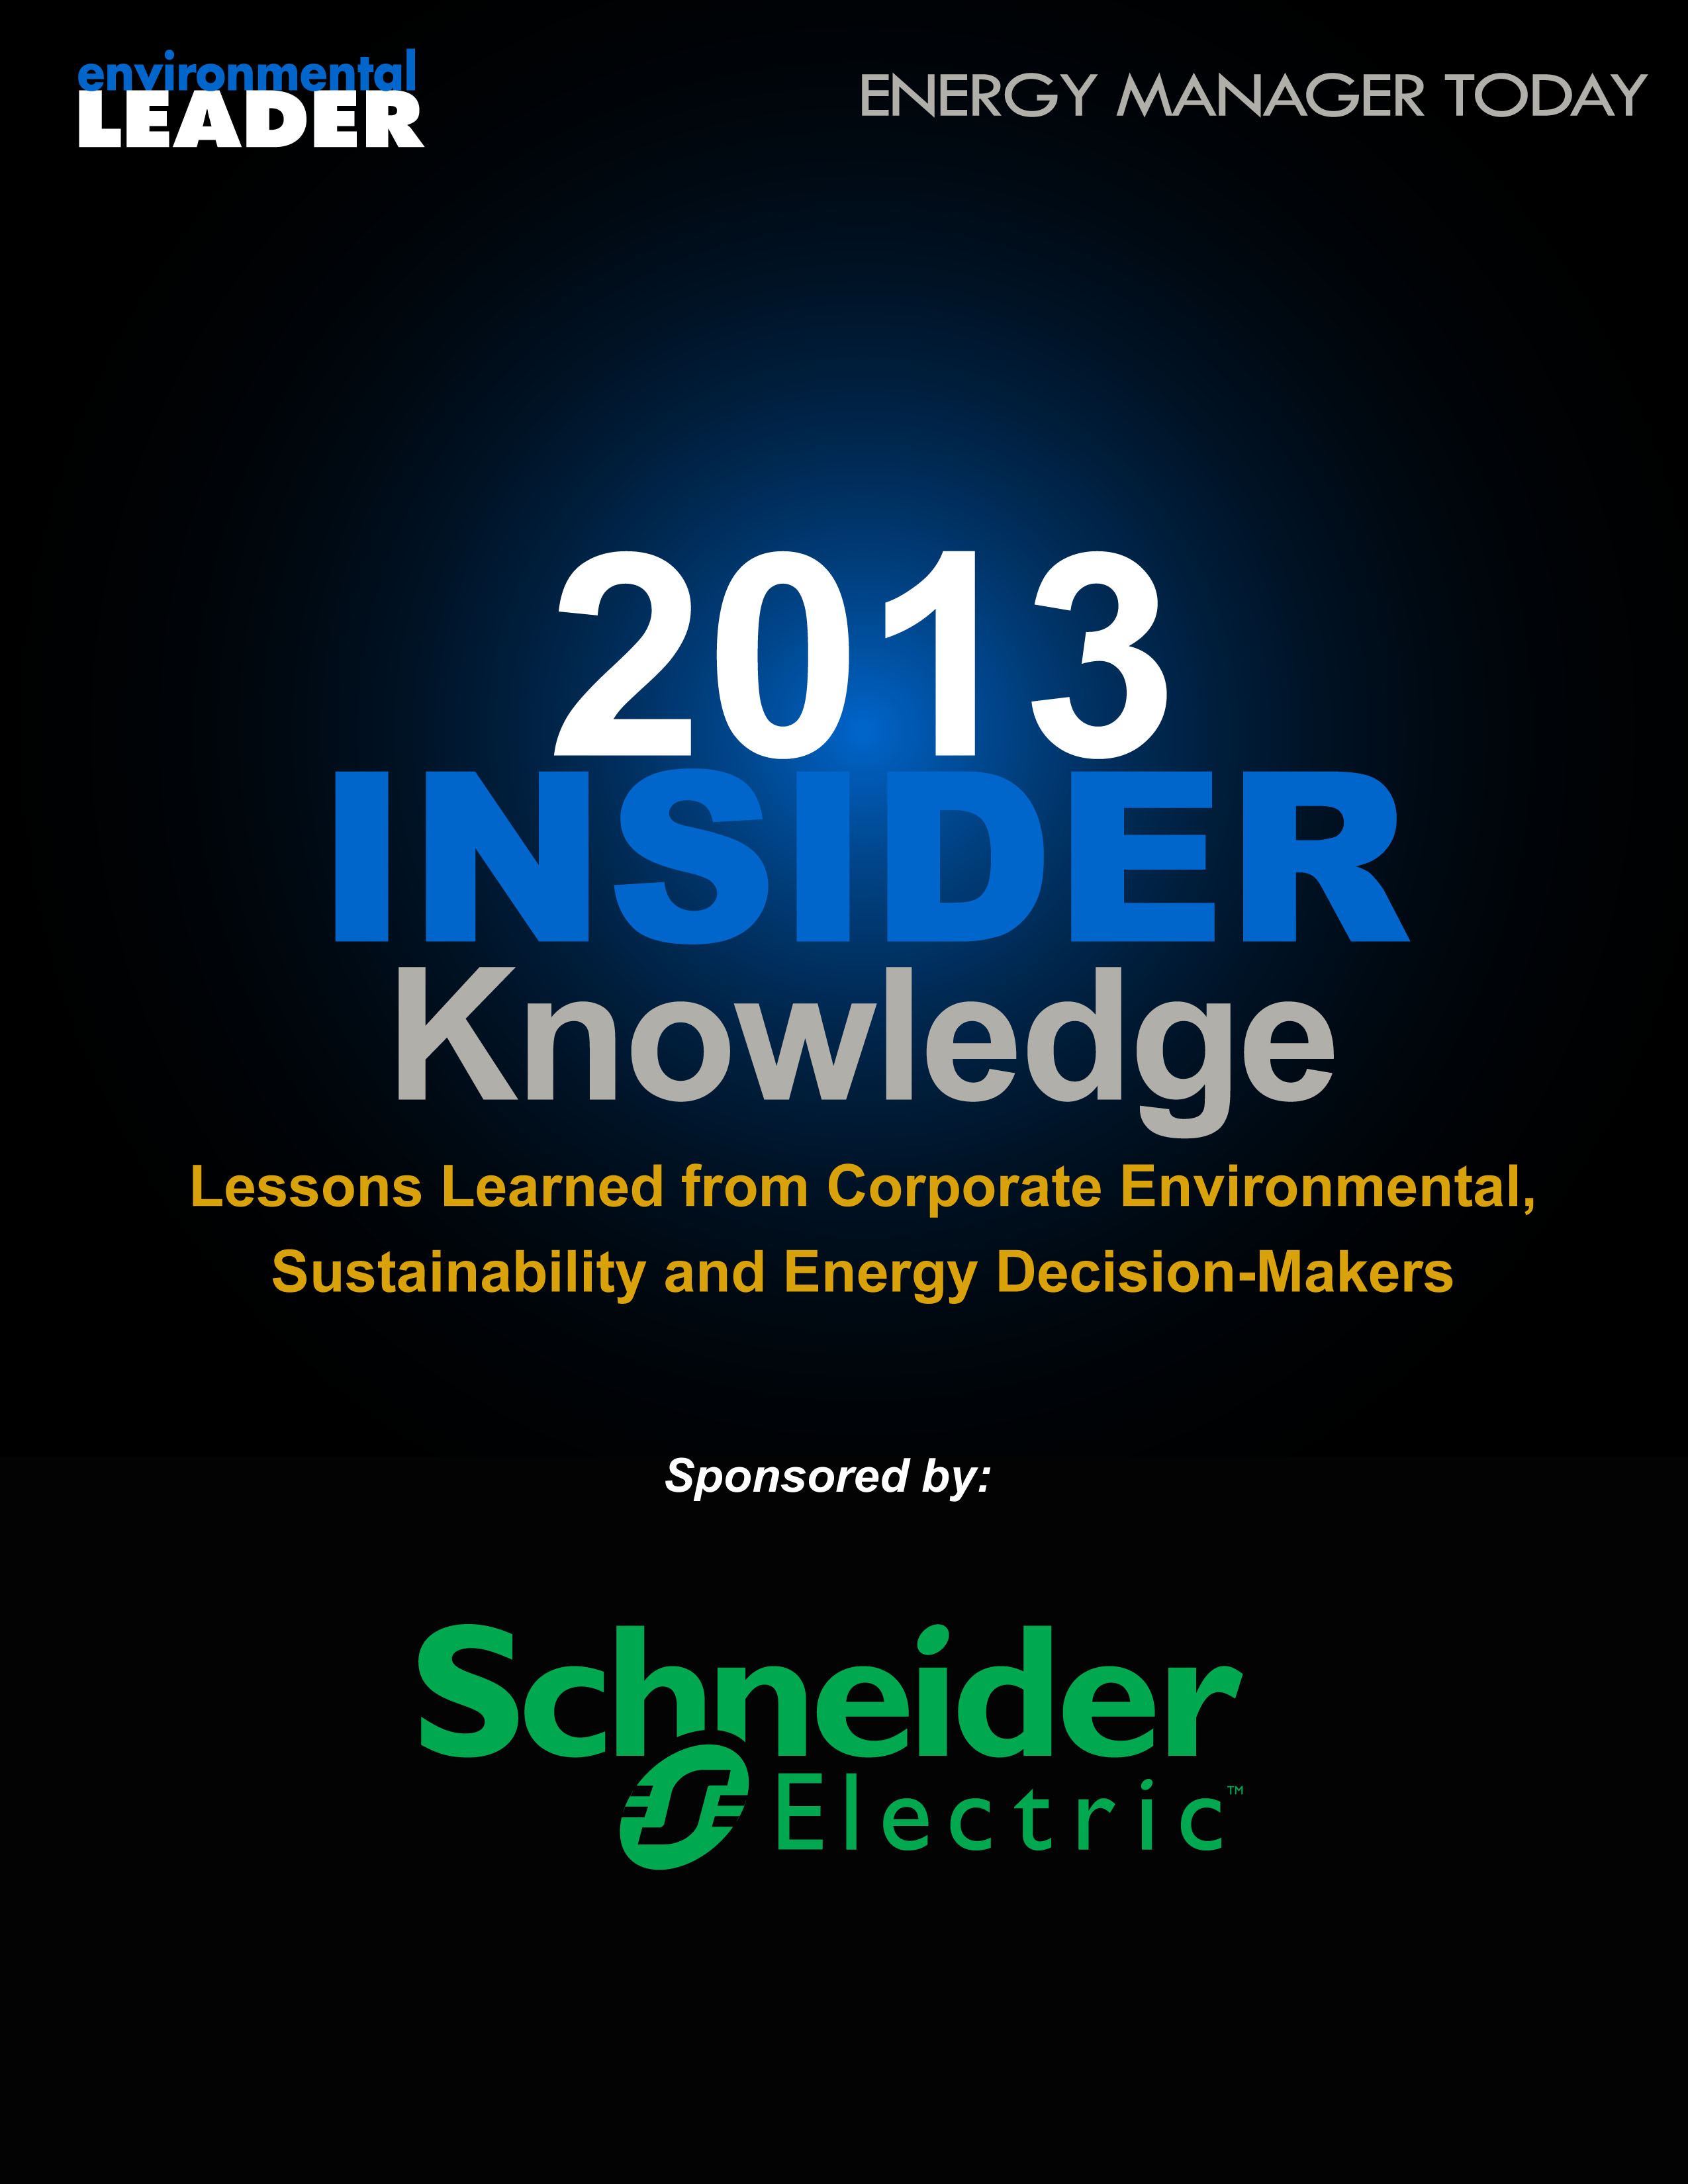 environmental
LEADER
ENERGY MANAGER TODAY
2013
INSIDER
Knowledge
Lessons Learned from Corporate Environmental,
Sustainability and Energy Decision-Makers
Sponsored by:
Schneider
Electric™